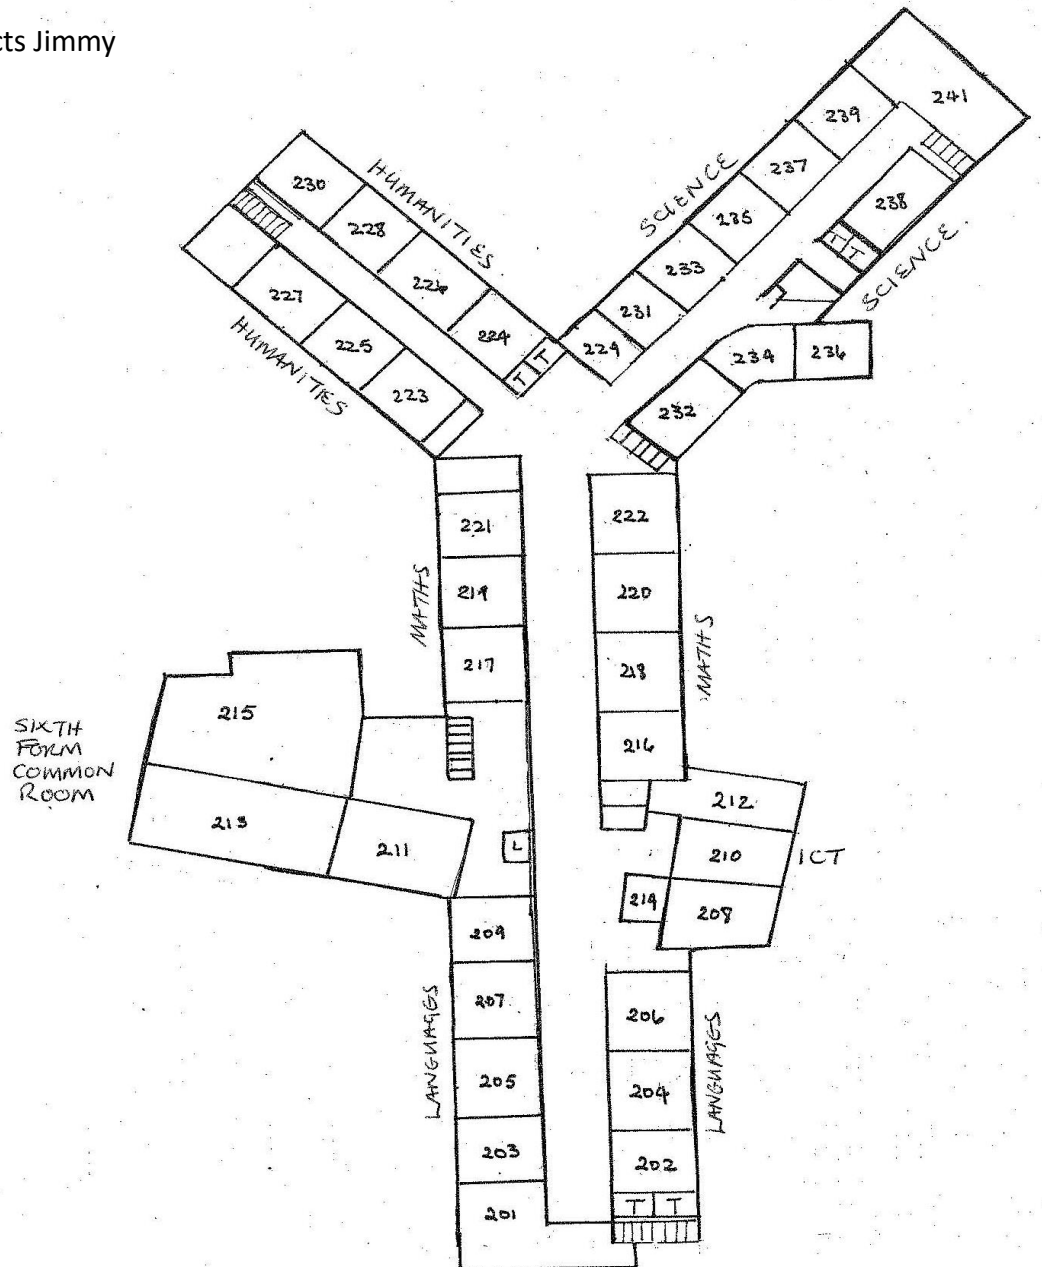 cts Jimmy
241
239
237
235
233
231
229
SCIENCE
238
T T
SCIENCE
234
236
232
230
228
226
224
T T
HUMANITIES
227
225
223
HUMANITIES
221
219
217
MATHS
222
220
218
216
MATHS
SIXTH
FORM
COMMON
ROOM
215
213
211
L
212
210
208
214
ICT
209
207
205
203
201
LANGUAGES
206
204
202
T T
LANGUAGES